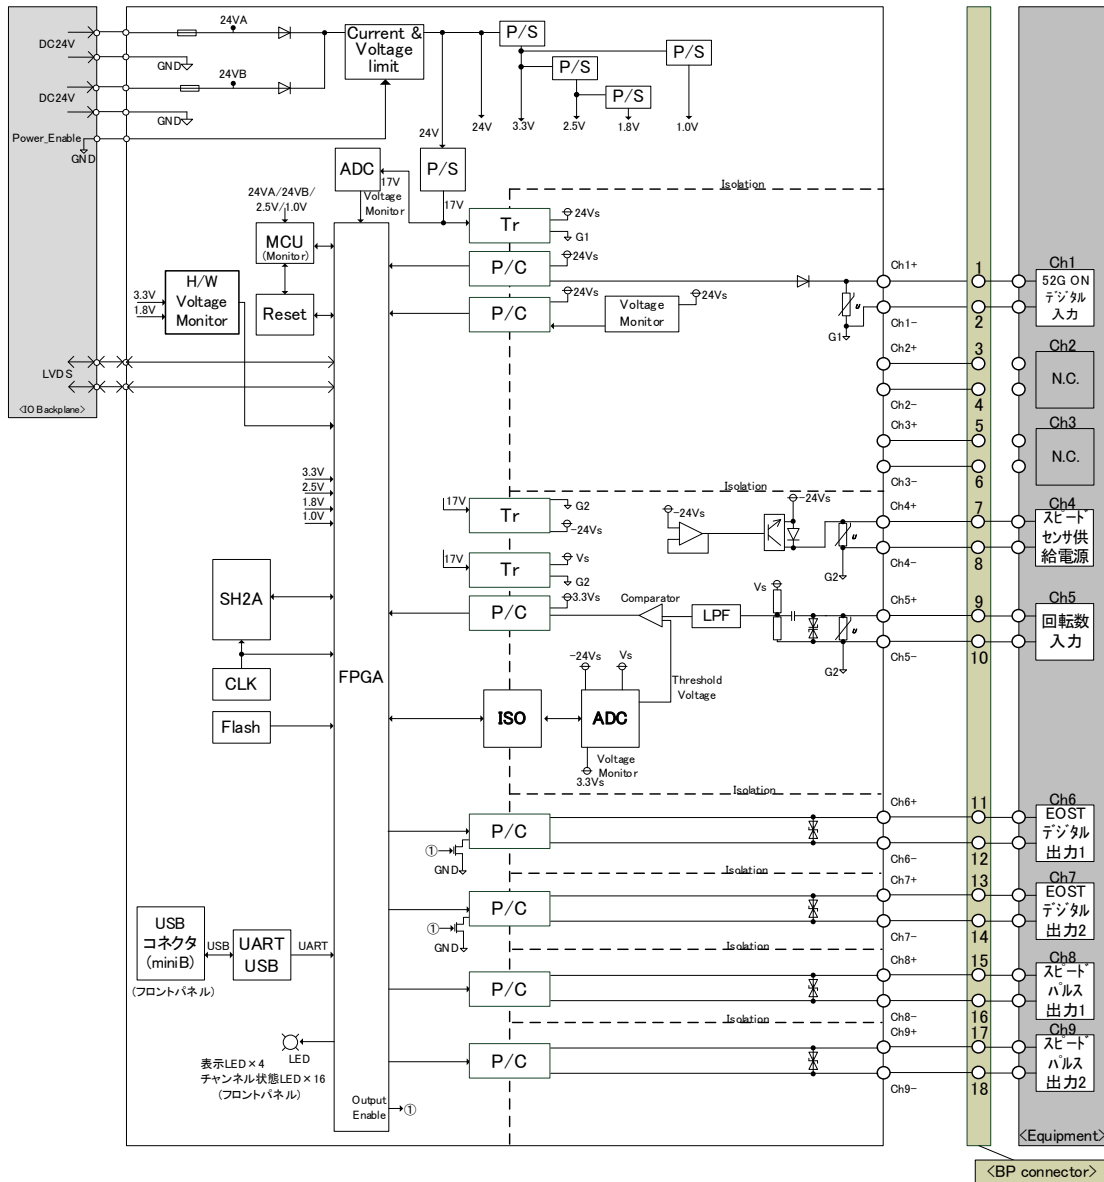 DC24V
24VA
GND
24VB
DC24V
GND
Power_Enable
GND
Current &
Voltage
limit
P/S
P/S
P/S
P/S
24V
24V
3.3V
2.5V
1.8V
1.0V
P/S
17V
ADC
17V
Voltage
Monitor
24VA/24VB/
2.5V/1.0V
MCU
(Monitor)
Reset
H/W
Voltage
Monitor
3.3V
1.8V
LVDS
<IO Backplane>
Isolation
Tr
24Vs
G1
P/C
24Vs
P/C
24Vs
Voltage
Monitor
24Vs
G1
Ch1+
1
Ch1-
2
Ch1
52G ON
デジタル
入力
Ch2+
3
Ch2-
4
Ch2
N.C.
Ch3+
5
Ch3-
6
Ch3
N.C.
Isolation
3.3V
2.5V
1.8V
1.0V
17V
Tr
G2
-24Vs
-24Vs
-24Vs
G2
Ch4+
7
Ch4-
8
Ch4
スピード
センサ供
給電源
17V
Tr
Vs
G2
P/C
3.3Vs
Comparator
LPF
Vs
G2
Ch5+
9
Ch5-
10
Ch5
回転数
入力
SH2A
CLK
Flash
FPGA
ISO
ADC
-24Vs
Vs
Threshold
Voltage
Voltage
Monitor
3.3Vs
Isolation
P/C
①
GND
Ch6+
11
Ch6-
12
Ch6
EOST
デジタル
出力1
Isolation
P/C
①
GND
Ch7+
13
Ch7-
14
Ch7
EOST
デジタル
出力2
Isolation
USB
コネクタ
(miniB)
USB
UART
USB
UART
(フロントパネル)
P/C
Ch8+
15
Ch8-
16
Ch8
スピード
パルス
出力1
Isolation
P/C
Ch9+
17
Ch9-
18
Ch9
スピード
パルス
出力2
LED
表示LED×4
チャンネル状態LED×16
(フロントパネル)
Output
Enable
①
<Equipment>
<BP connector>